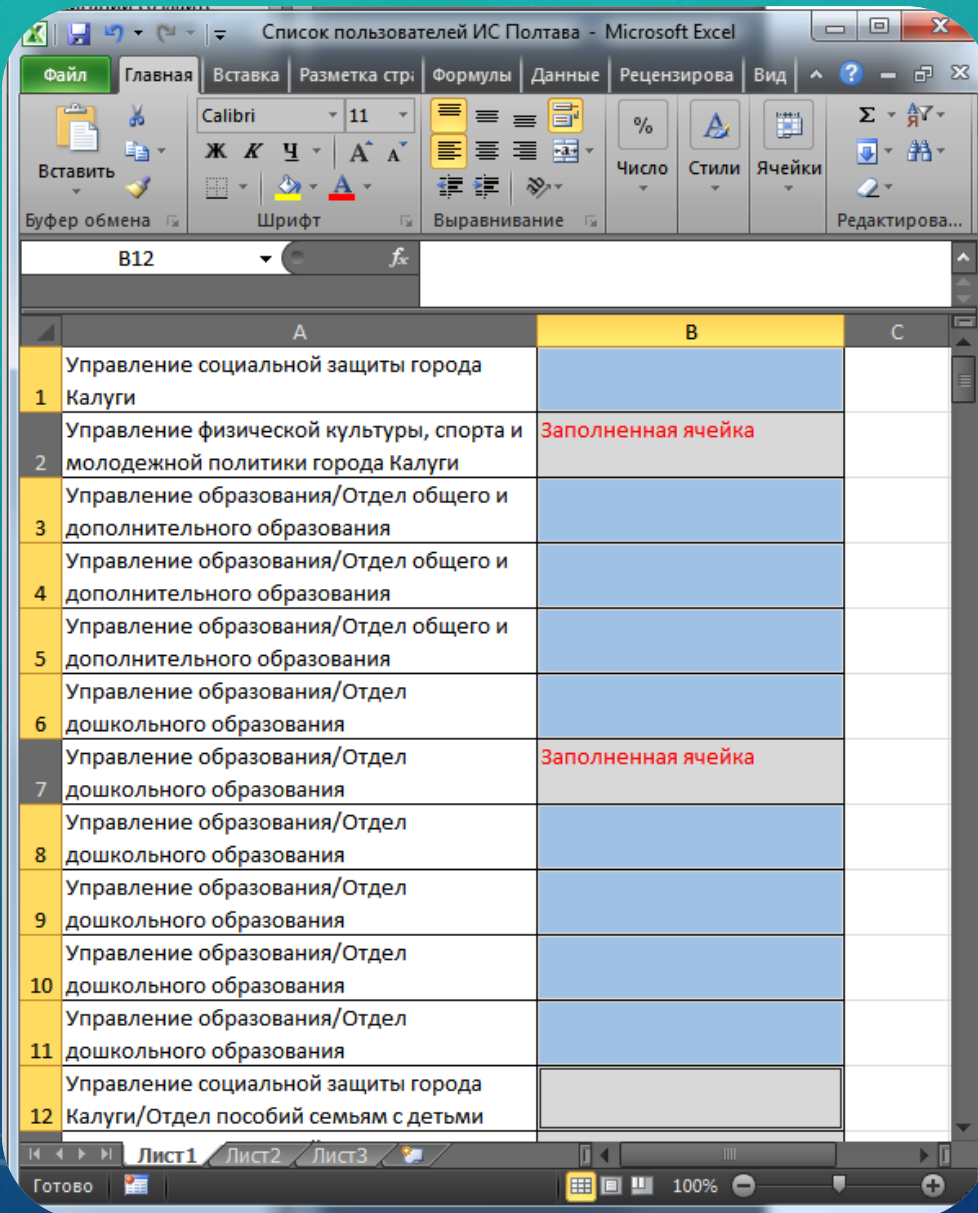 Список пользователей ИС Полтава - Microsoft Excel
Файл Главная Вставка Разметка стра Формулы Данные Рецензирова Вид
Calibri 11
Вставить
Ж К Ч
Число Стили Ячейки
Буфер обмена Шрифт Выравнивание Редактирова...
B12 fx
A B C
1 Управление социальной защиты города
Калуги
2 Управление физической культуры, спорта и
молодежной политики города Калуги
Заполненная ячейка
3 Управление образования/Отдел общего и
дополнительного образования
4 Управление образования/Отдел общего и
дополнительного образования
5 Управление образования/Отдел общего и
дополнительного образования
6 Управление образования/Отдел
дошкольного образования
7 Управление образования/Отдел
дошкольного образования
Заполненная ячейка
8 Управление образования/Отдел
дошкольного образования
9 Управление образования/Отдел
дошкольного образования
10 Управление образования/Отдел
дошкольного образования
11 Управление образования/Отдел
дошкольного образования
12 Управление социальной защиты города
Калуги/Отдел пособий семьям с детьми
Лист1 Лист2 Лист3
Готово 100%